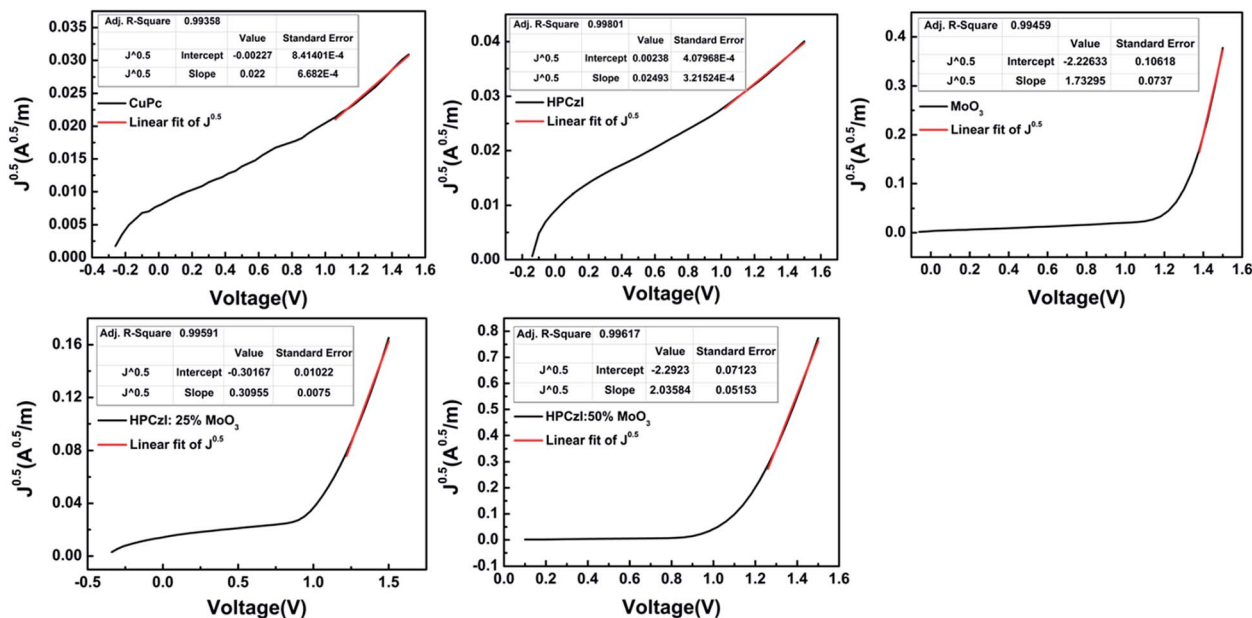 Adj. R-Square 0.99358
Value Standard Error
J^0.5 Intercept -0.00227 8.41401E-4
J^0.5 Slope 0.022 6.682E-4
CuPc
Linear fit of J^0.5
J^0.5(A^0.5/m)
0.040
0.035
0.030
0.025
0.020
0.015
0.010
0.005
0.000
-0.4 -0.2 0.0 0.2 0.4 0.6 0.8 1.0 1.2 1.4 1.6
Voltage(V)
Adj. R-Square 0.99801
Value Standard Error
J^0.5 Intercept 0.00238 4.07968E-4
J^0.5 Slope 0.02493 3.21524E-4
HPCzI
Linear fit of J^0.5
J^0.5(A^0.5/m)
0.04
0.03
0.02
0.01
0.00
-0.2 0.0 0.2 0.4 0.6 0.8 1.0 1.2 1.4 1.6
Voltage(V)
Adj. R-Square 0.99459
Value Standard Error
J^0.5 Intercept -2.22633 0.10618
J^0.5 Slope 1.73295 0.0737
MoO3
Linear fit of J^0.5
J^0.5(A^0.5/m)
0.4
0.3
0.2
0.1
0.0
0.0 0.2 0.4 0.6 0.8 1.0 1.2 1.4 1.6
Voltage(V)
Adj. R-Square 0.99591
Value Standard Error
J^0.5 Intercept -0.30167 0.01022
J^0.5 Slope 0.30955 0.0075
HPCzI: 25% MoO3
Linear fit of J^0.5
J^0.5(A^0.5/m)
0.16
0.12
0.08
0.04
0.00
-0.5 0.0 0.5 1.0 1.5
Voltage(V)
Adj. R-Square 0.99617
Value Standard Error
J^0.5 Intercept -2.2923 0.07123
J^0.5 Slope 2.03584 0.05153
HPCzI:50% MoO3
Linear fit of J^0.5
J^0.5(A^0.5/m)
0.8
0.7
0.6
0.5
0.4
0.3
0.2
0.1
0.0
-0.1
0.0 0.2 0.4 0.6 0.8 1.0 1.2 1.4 1.6
Voltage(V)